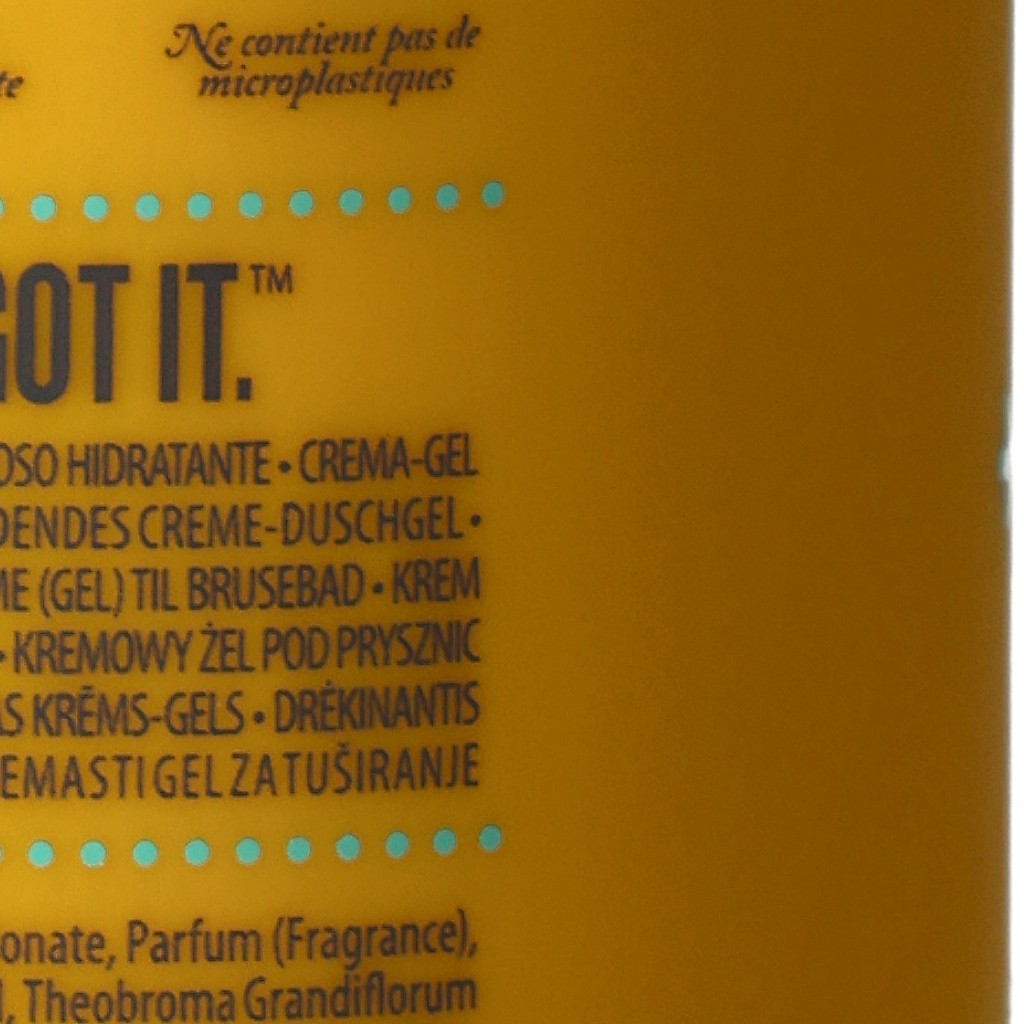 Ne contient pas de
microplastiques
GOT IT.™
OSO HIDRATANTE • CREMA-GEL
DENDES CREME-DUSCHGEL •
ME (GEL) TIL BRUSEBAD • KREM
• KREMOWY ŻEL POD PRYSZNIC
AS KRĒMS-GELS • DRĖKINANTIS
EMASTI GEL ZA TUŠIRANJE
onate, Parfum (Fragrance),
, Theobroma Grandiflorum